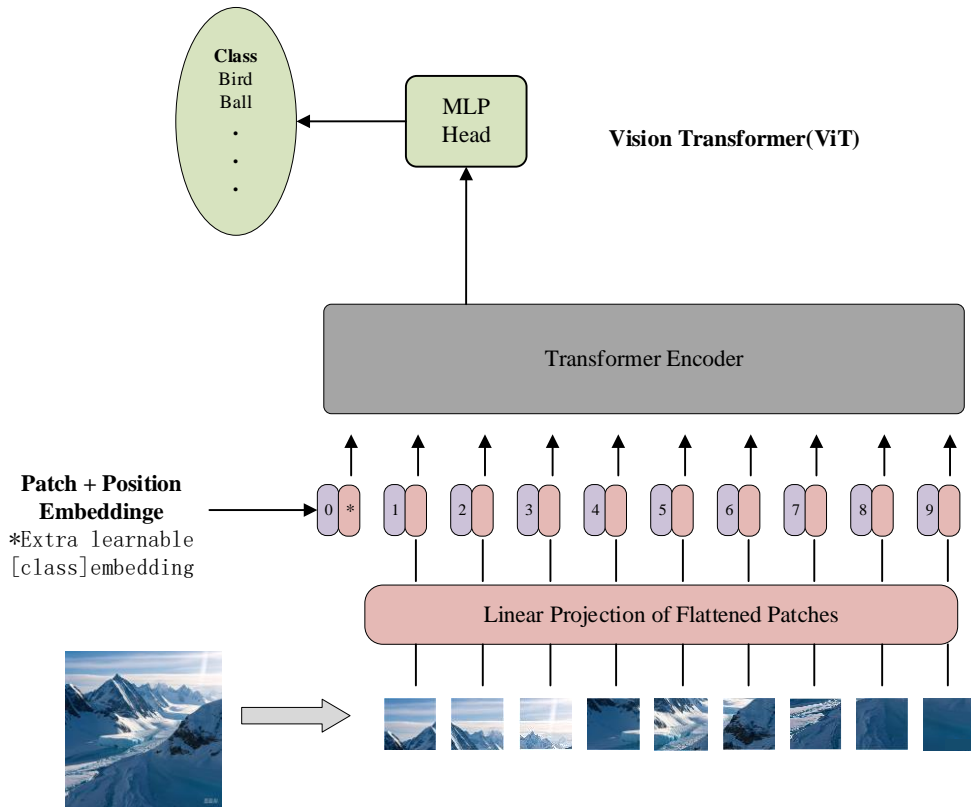 Class
Bird
Ball
.
.
.
MLP
Head
Vision Transformer(ViT)
Transformer Encoder
Patch + Position
Embeddinge
*Extra learnable
[class]embedding
0 * 1 2 3 4 5 6 7 8 9
Linear Projection of Flattened Patches